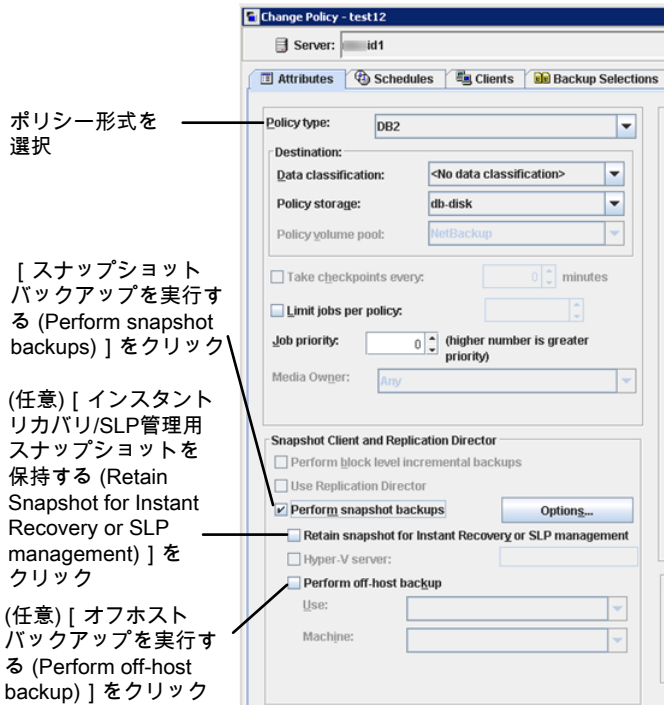 Change Policy - test12
Server: id1
Attributes
Schedules
Clients
Backup Selections
ポリシー形式を
選択
Policy type:
DB2
Destination:
Data classification:
<No data classification>
Policy storage:
db-disk
Policy volume pool:
NetBackup
Take checkpoints every:
0
minutes
Limit jobs per policy:
Job priority:
0
(higher number is greater
priority)
Media Owner:
Any
[ スナップショット
バックアップを実行す
る (Perform snapshot
backups) ] をクリック
(任意) [ インスタント
リカバリ/SLP管理用
スナップショットを
保持する (Retain
Snapshot for Instant
Recovery or SLP
management) ] を
クリック
(任意) [ オフホスト
バックアップを実行す
る (Perform off-host
backup) ] をクリック
Snapshot Client and Replication Director
Perform block level incremental backups
Use Replication Director
Perform snapshot backups
Options...
Retain snapshot for Instant Recovery or SLP management
Hyper-V server:
Perform off-host backup
Use:
Machine: